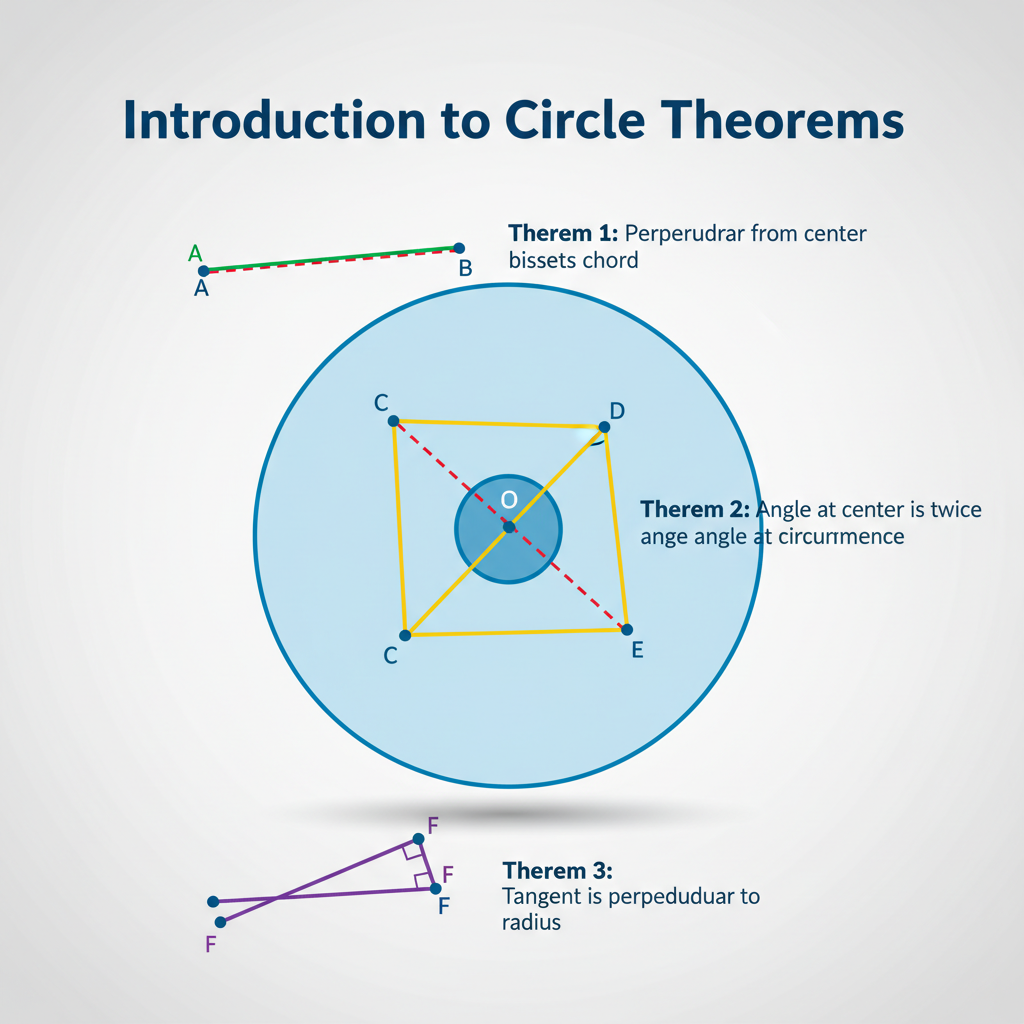 Introduction to Circle Theorems
Therem 1: Perperudrar from center
bissets chord
A
A
B
C
D
O
Therem 2: Angle at center is twice
ange angle at circurmence
C
E
F
F
F
F
Therem 3:
Tangent is perpeduduar to
radius